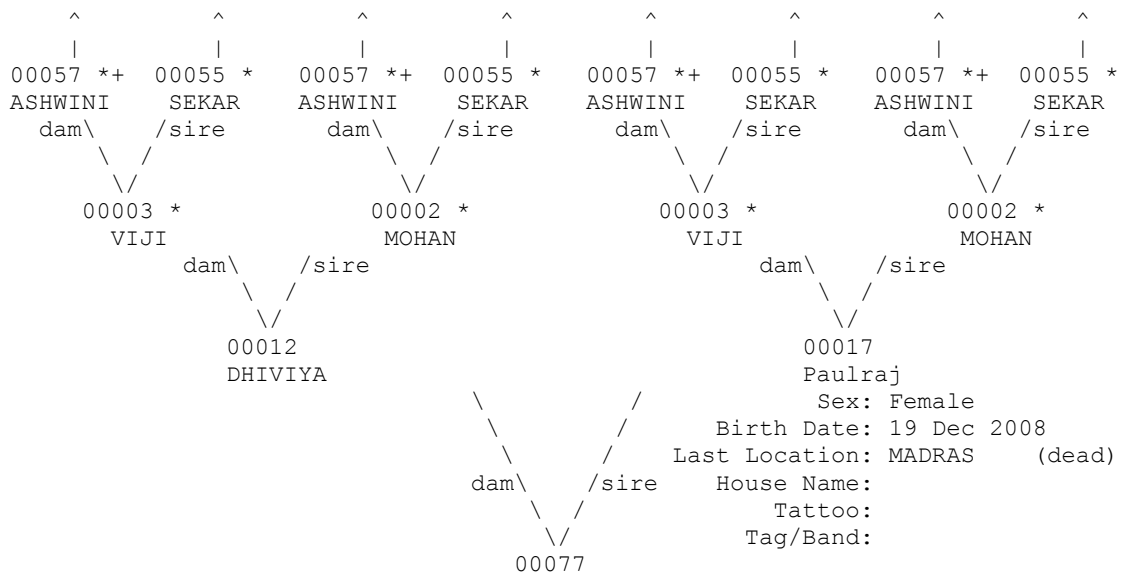 ^ ^ ^ ^ ^ ^ ^ ^
| | | | | | | |
00057 *+ 00055 * 00057 *+ 00055 * 00057 *+ 00055 * 00057 *+ 00055 *
ASHWINI SEKAR ASHWINI SEKAR ASHWINI SEKAR ASHWINI SEKAR
dam\ /sire dam\ /sire dam\ /sire dam\ /sire
\ / \ / \ / \ /
\/ \/ \/ \/
00003 * 00002 * 00003 * 00002 *
VIJI MOHAN VIJI MOHAN
dam\ /sire dam\ /sire
\ / \ /
\/ \/
00012 00017
DHIVIYA Paulraj
\ / Sex: Female
\ / Birth Date: 19 Dec 2008
\ / Last Location: MADRAS (dead)
dam\ /sire House Name:
\ / Tattoo:
\/ Tag/Band:
00077